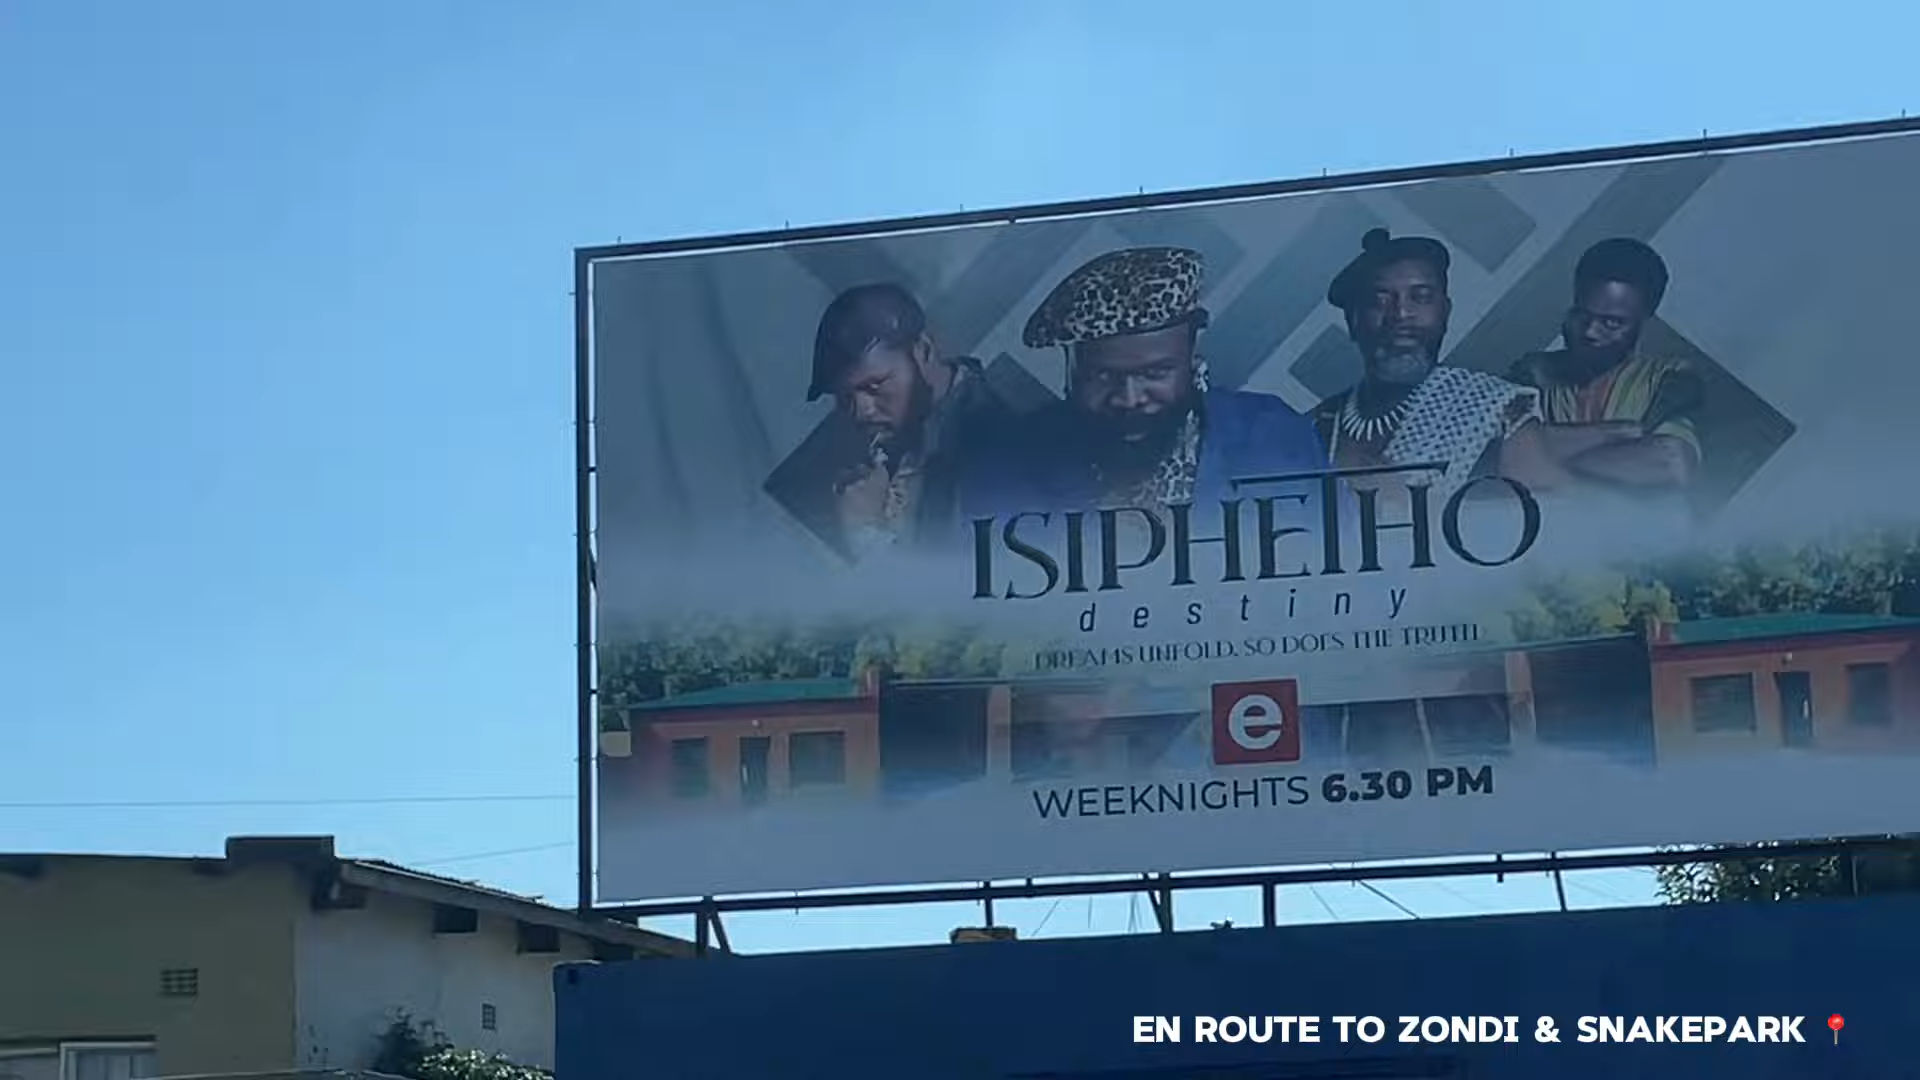 ISIPHETHO
destiny
DREAMS UNFOLD. SO DOES THE TRUTH
e
WEEKNIGHTS 6.30 PM
EN ROUTE TO ZONDI & SNAKEPARK 📍